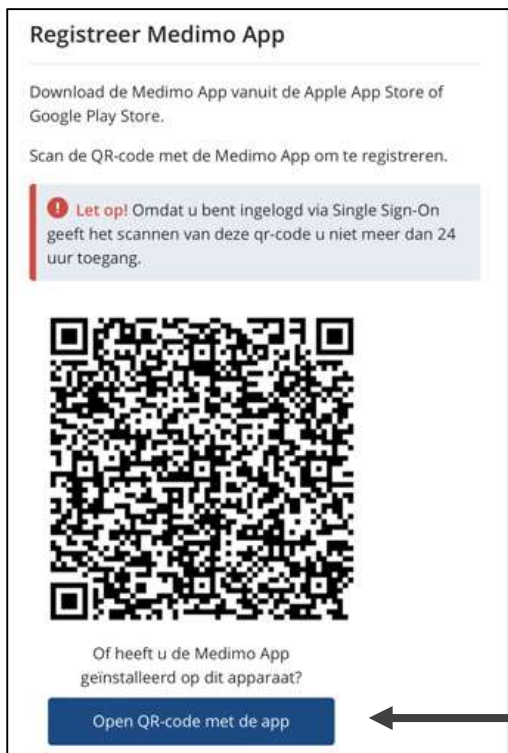 Registreer Medimo App
Download de Medimo App vanuit de Apple App Store of
Google Play Store.
Scan de QR-code met de Medimo App om te registreren.
Let op! Omdat u bent ingelogd via Single Sign-On
geeft het scannen van deze qr-code u niet meer dan 24
uur toegang.
Of heeft u de Medimo App
geïnstalleerd op dit apparaat?
Open QR-code met de app